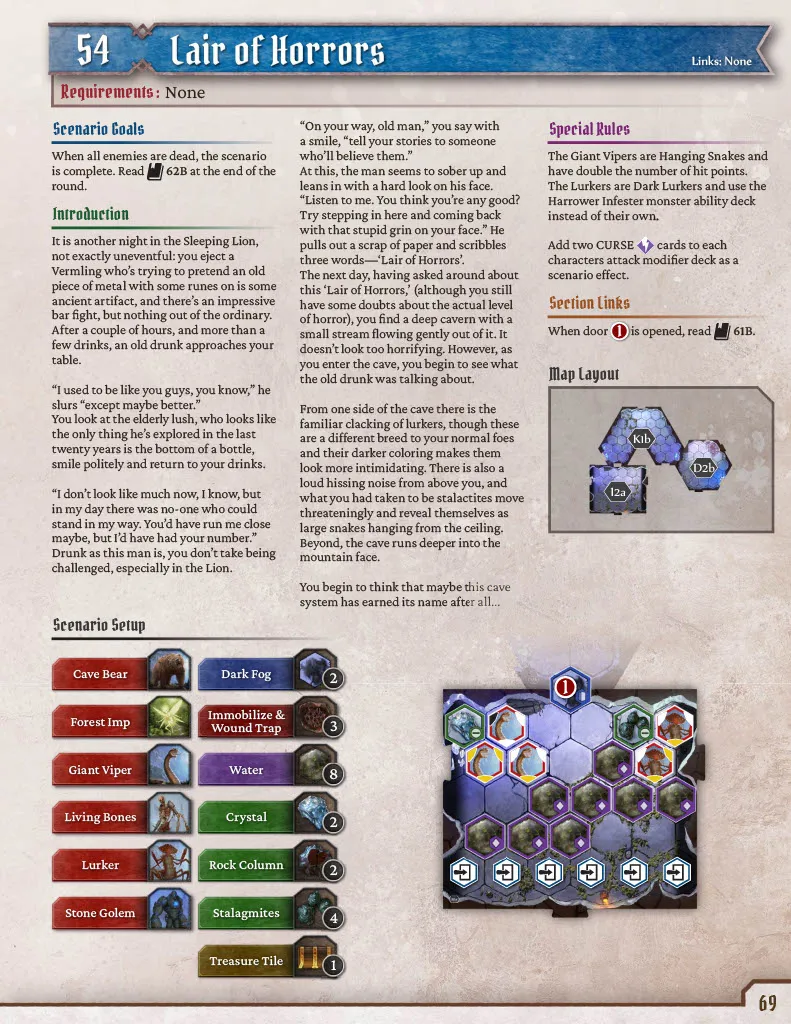 54
Lair of Horrors
Links: None
Requirements: None
Scenario Goals
When all enemies are dead, the scenario
is complete. Read 62B at the end of the
round.
Introduction
It is another night in the Sleeping Lion,
not exactly uneventful: you eject a
Vermling who's trying to pretend an old
piece of metal with some runes on is some
ancient artifact, and there's an impressive
bar fight, but nothing out of the ordinary.
After a couple of hours, and more than a
few drinks, an old drunk approaches your
table.
“I used to be like you guys, you know,” he
slurs “except maybe better.”
You look at the elderly lush, who looks like
the only thing he's explored in the last
twenty years is the bottom of a bottle,
smile politely and return to your drinks.
“I don't look like much now, I know, but
in my day there was no-one who could
stand in my way. You'd have run me close
maybe, but I'd have had your number.”
Drunk as this man is, you don't take being
challenged, especially in the Lion.
“On your way, old man,” you say with
a smile, “tell your stories to someone
who'll believe them.”
At this, the man seems to sober up and
leans in with a hard look on his face.
“Listen to me. You think you're any good?
Try stepping in here and coming back
with that stupid grin on your face.” He
pulls out a scrap of paper and scribbles
three words—‘Lair of Horrors’.
The next day, having asked around about
this ‘Lair of Horrors,’ (although you still
have some doubts about the actual level
of horror), you find a deep cavern with a
small stream flowing gently out of it. It
doesn't look too horrifying. However, as
you enter the cave, you begin to see what
the old drunk was talking about.
From one side of the cave there is the
familiar clacking of lurkers, though these
are a different breed to your normal foes
and their darker coloring makes them
look more intimidating. There is also a
loud hissing noise from above you, and
what you had taken to be stalactites move
threateningly and reveal themselves as
large snakes hanging from the ceiling.
Beyond, the cave runs deeper into the
mountain face.
You begin to think that maybe this cave
system has earned its name after all...
Special Rules
The Giant Vipers are Hanging Snakes and
have double the number of hit points.
The Lurkers are Dark Lurkers and use the
Harrower Infester monster ability deck
instead of their own.
Add two CURSE cards to each
characters attack modifier deck as a
scenario effect.
Section Links
When door 1 is opened, read 61B.
Map Layout
K1b
D2b
I2a
Scenario Setup
Cave Bear
Forest Imp
Giant Viper
Living Bones
Lurker
Stone Golem
Dark Fog 2
Immobilize &
Wound Trap 3
Water 8
Crystal 2
Rock Column 2
Stalagmites 4
Treasure Tile 1
1
69